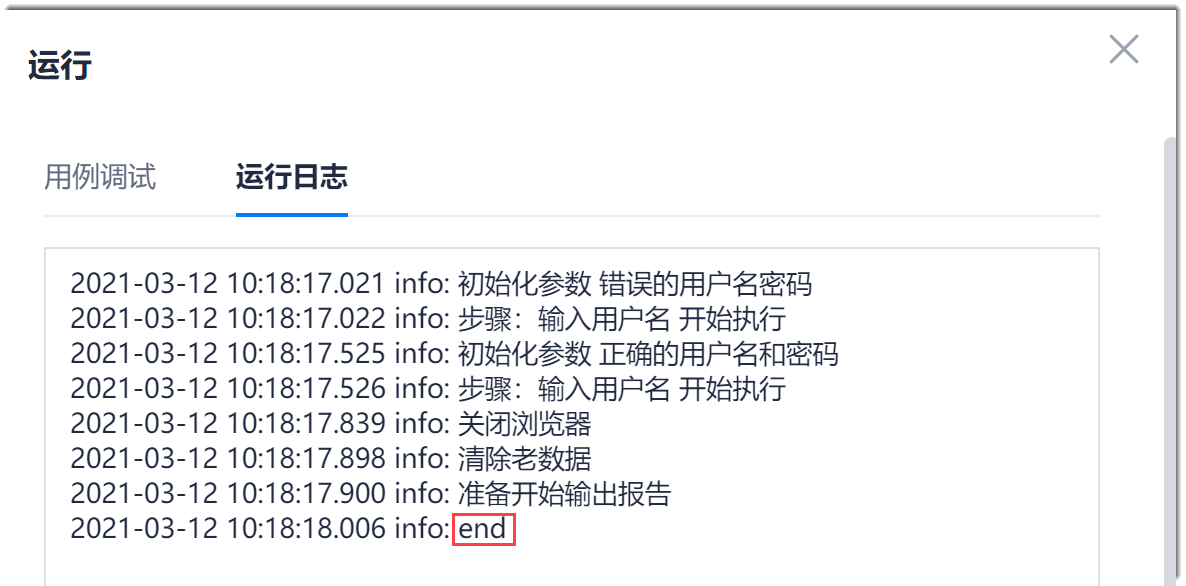 运行
用例调试 运行日志
2021-03-12 10:18:17.021 info: 初始化参数 错误的用户名密码
2021-03-12 10:18:17.022 info: 步骤：输入用户名 开始执行
2021-03-12 10:18:17.525 info: 初始化参数 正确的用户名和密码
2021-03-12 10:18:17.526 info: 步骤：输入用户名 开始执行
2021-03-12 10:18:17.839 info: 关闭浏览器
2021-03-12 10:18:17.898 info: 清除老数据
2021-03-12 10:18:17.900 info: 准备开始输出报告
2021-03-12 10:18:18.006 info: end